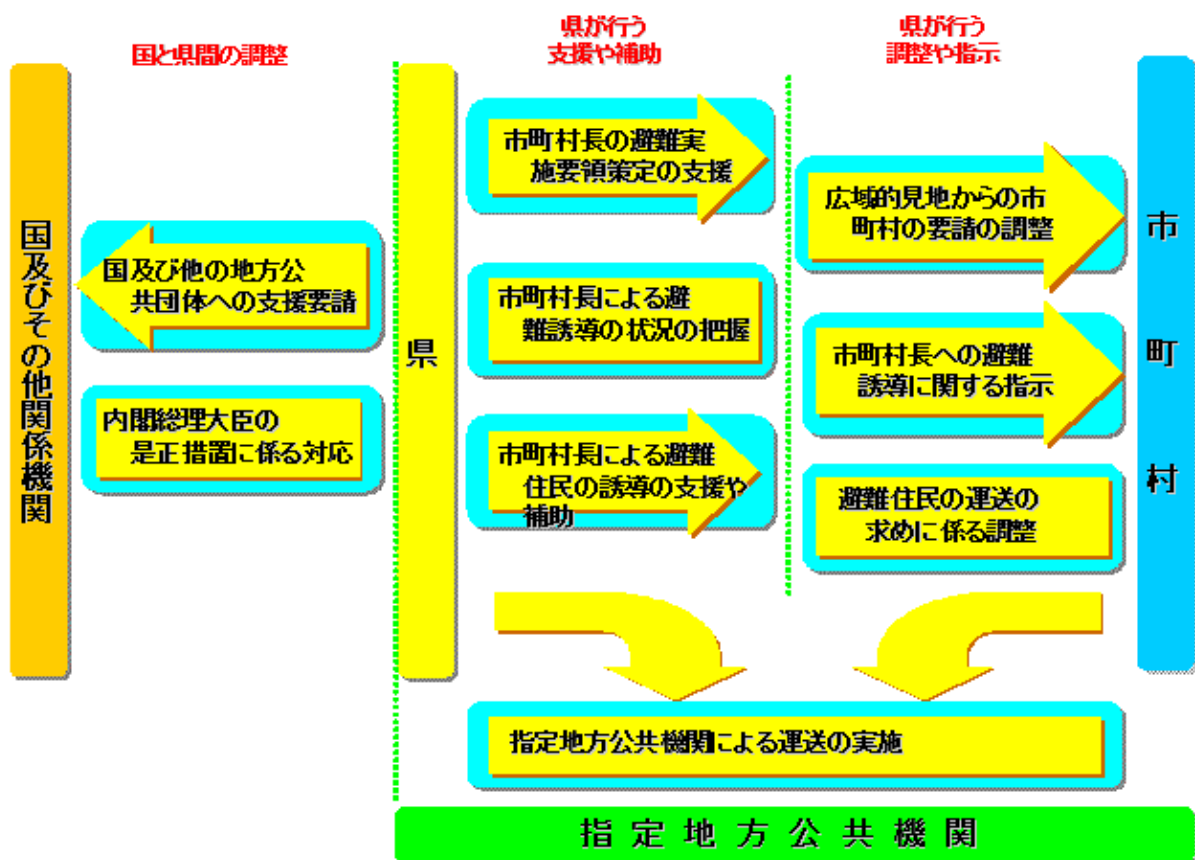 国と県間の調整
県が行う
支援や補助
県が行う
調整や指示
国及びその他関係機関
国及び他の地方公
共団体への支援要請
内閣総理大臣の
是正措置に係る対応
県
市町村長の避難実
施要領策定の支援
市町村長による避
難誘導の状況の把握
市町村長による避難
住民の誘導の支援や
補助
広域的見地からの市
町村の要請の調整
市町村長への避難
誘導に関する指示
避難住民の運送の
求めに係る調整
市町村
指定地方公共機関による運送の実施
指定地方公共機関